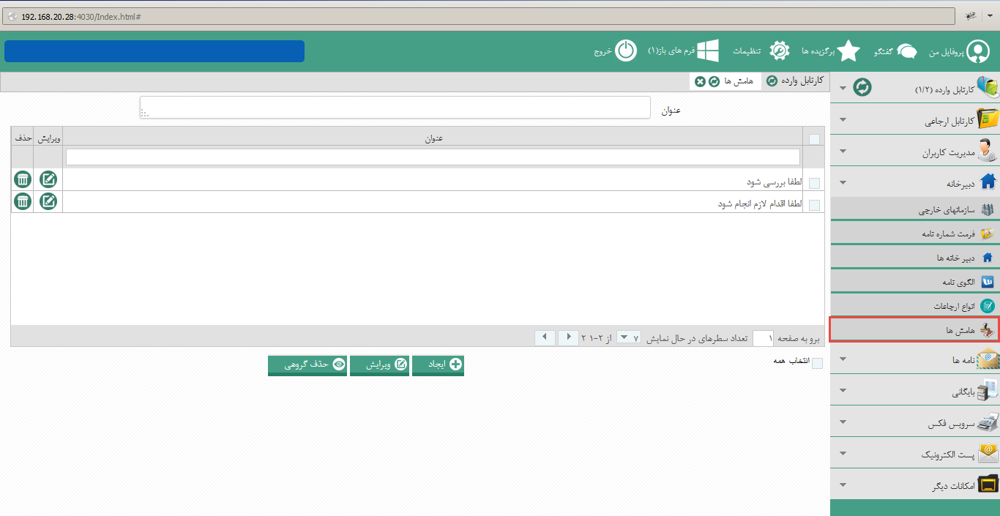 192.168.20.28:4030/Index.html#
پروفایل من
گفتگو
برگزیده ها
تنظیمات
فرم های باز(۱)
خروج
کارتابل وارده
هامش ها
کارتابل وارده (۱/۲)
کارتابل ارجاعی
مدیریت کاربران
دبیرخانه
سازمانهای خارجی
فرمت شماره نامه
دبیر خانه ها
الگوی نامه
انواع ارجاعات
هامش ها
نامه ها
بایگانی
سرویس فکس
پست الکترونیک
امکانات دیگر
عنوان
عنوان ویرایش حذف
لطفا بررسی شود
لطفا اقدام لازم انجام شود
برو به صفحه ۱ تعداد سطرهای در حال نمایش ۷ ۱-۲ از ۲
انتخاب همه
ایجاد ویرایش حذف گروهی